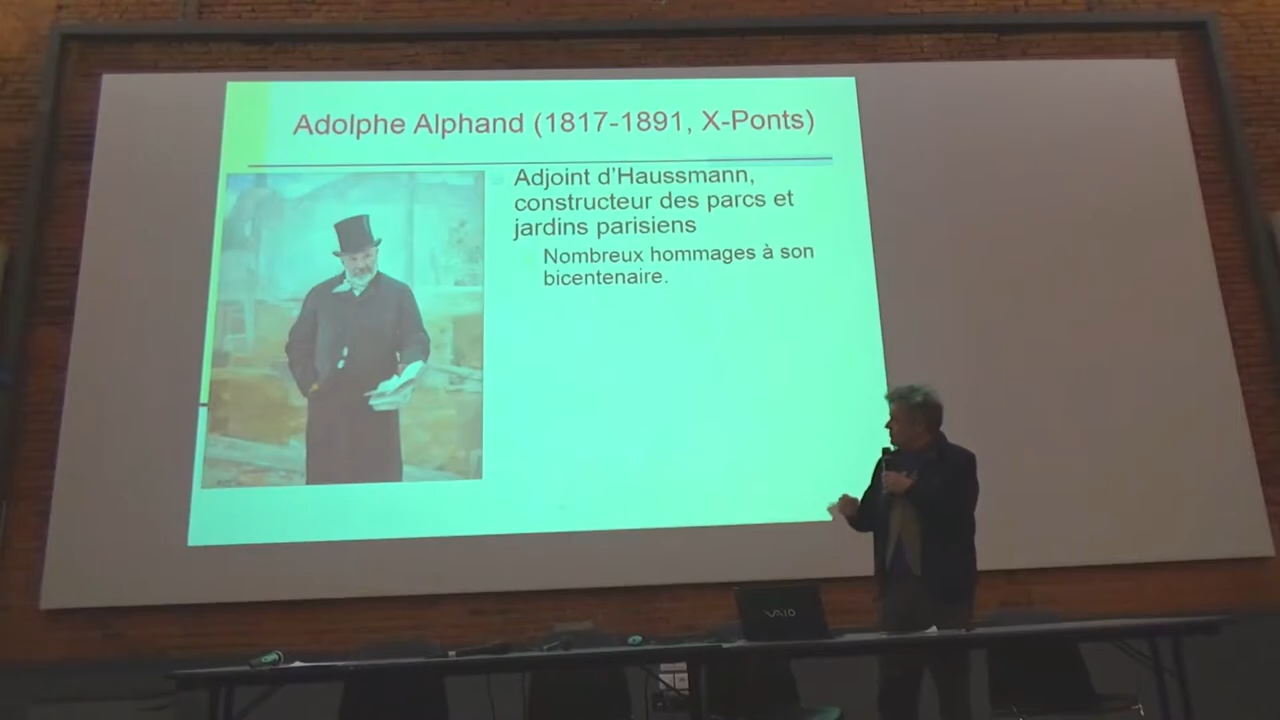 Adolphe Alphand (1817-1891, X-Ponts)
Adjoint d'Haussmann,
constructeur des parcs et
jardins parisiens
Nombreux hommages à son
bicentenaire.
VAIO